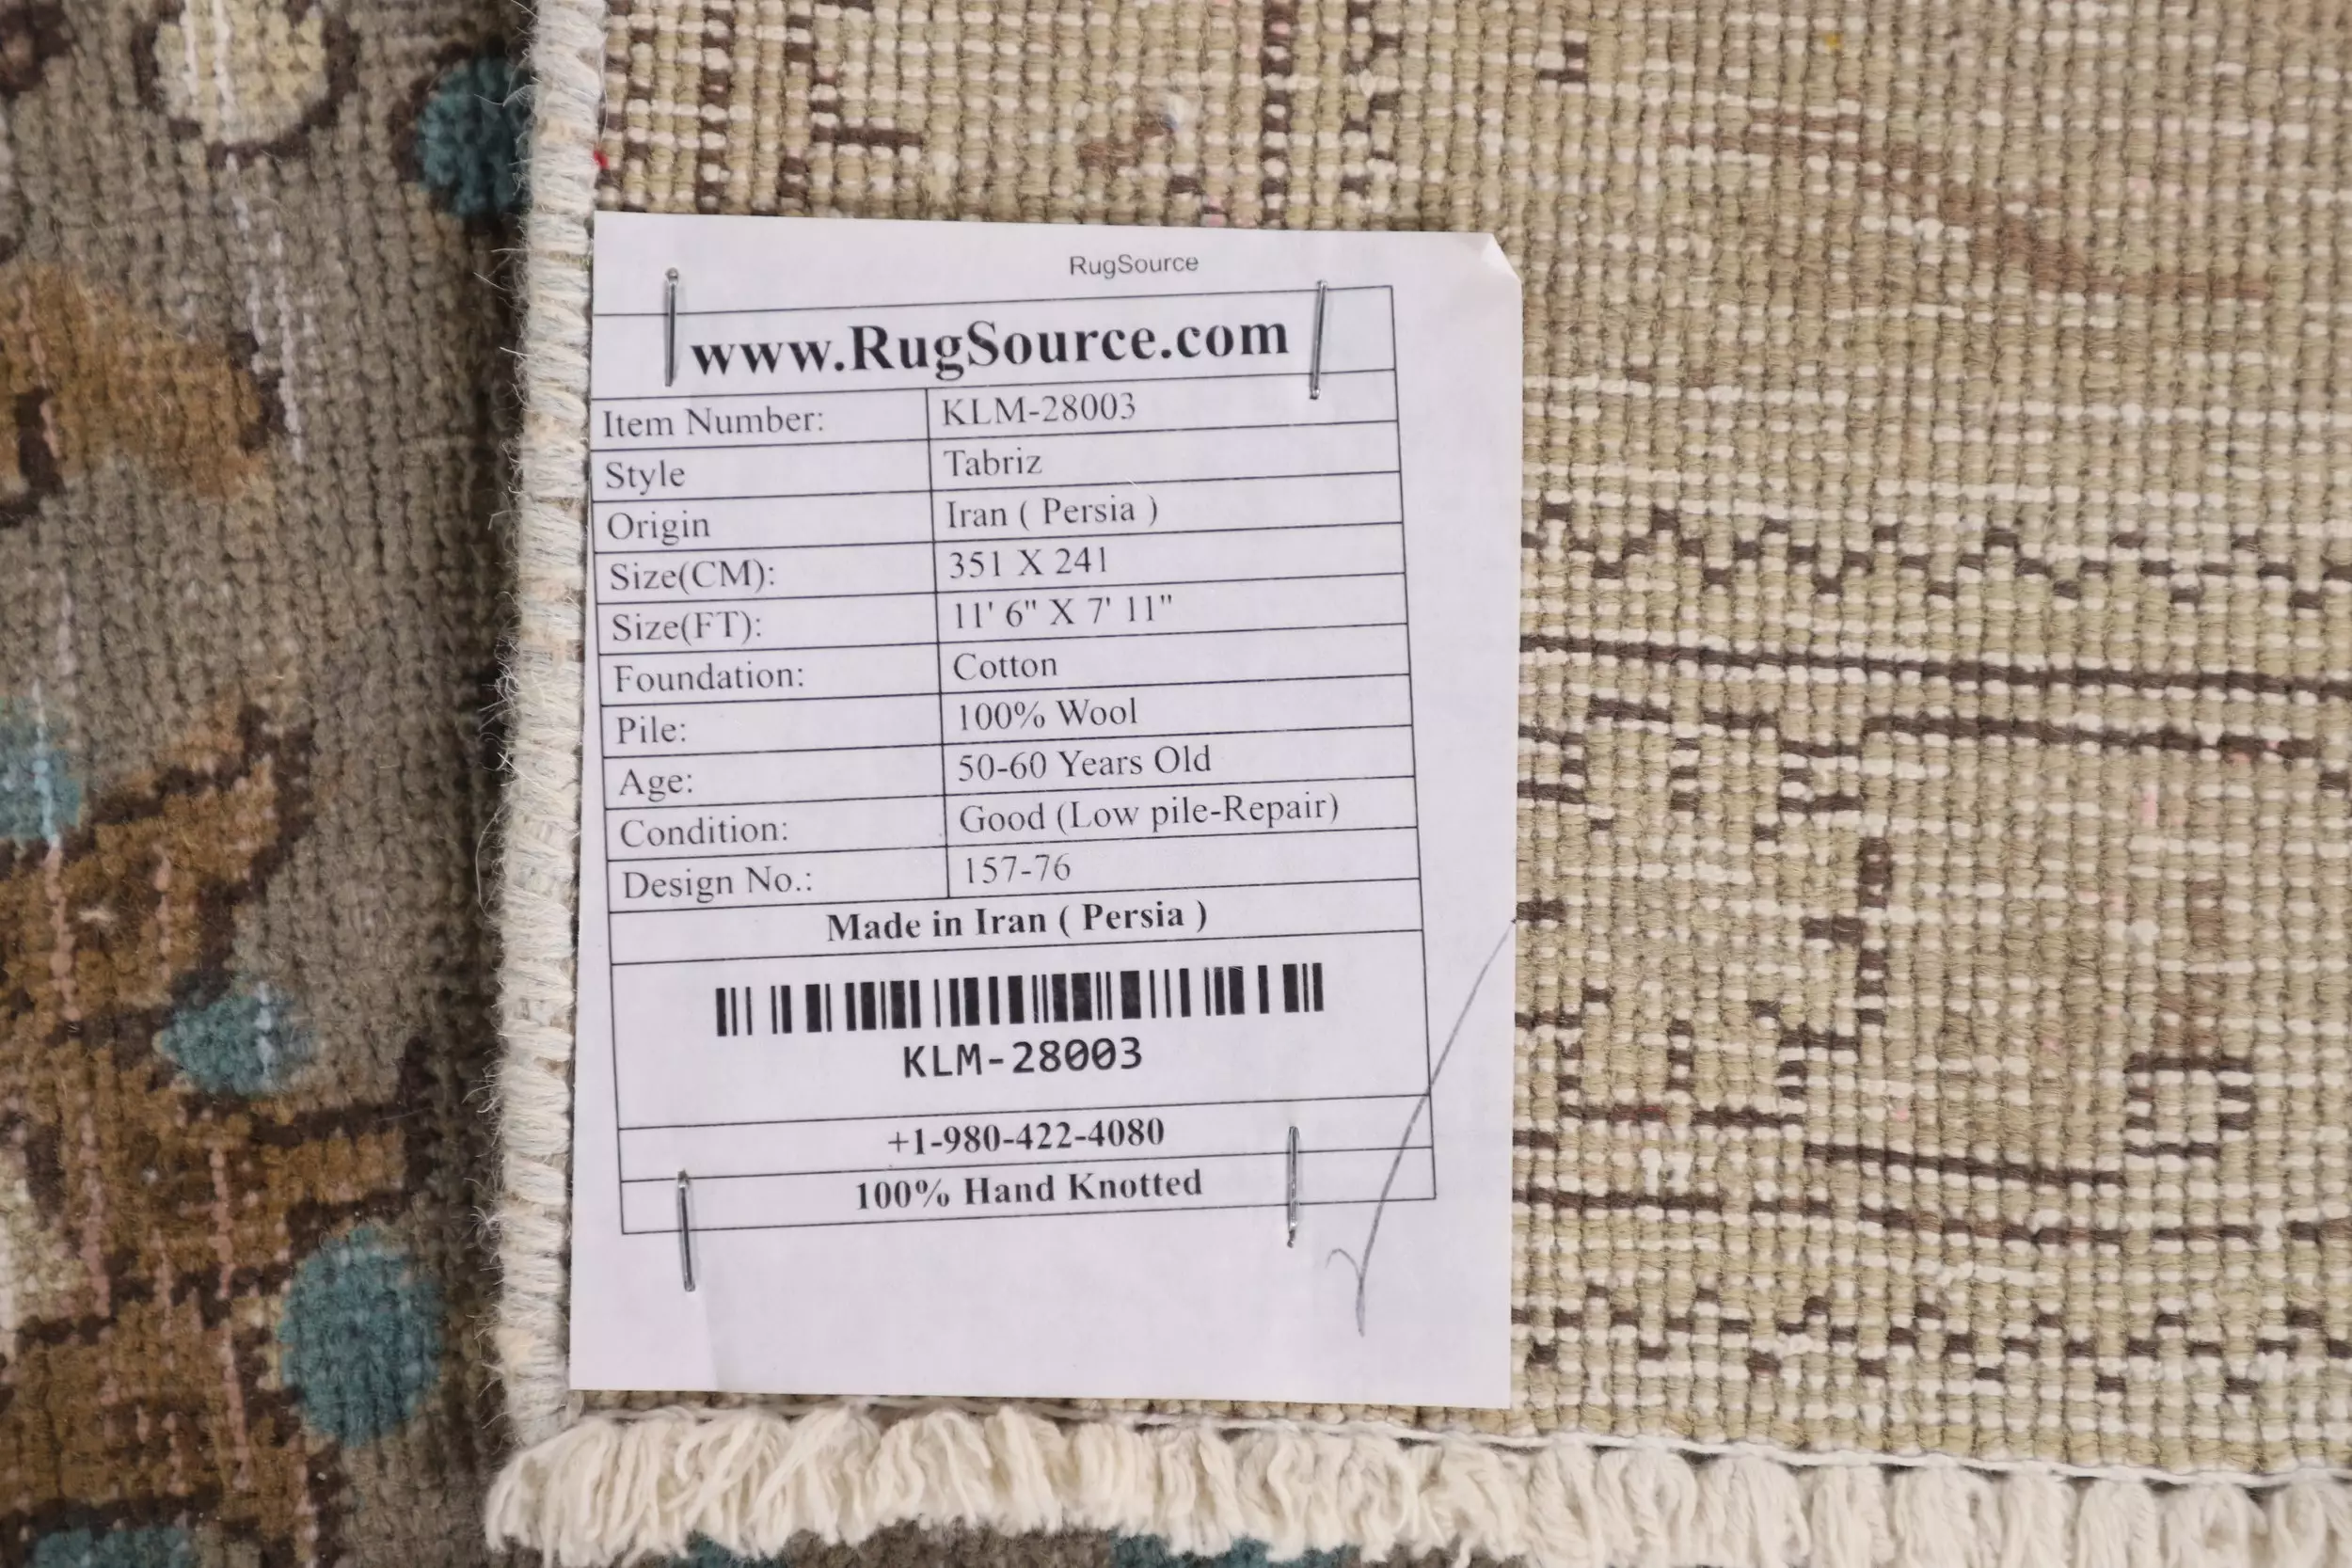 RugSource
www.RugSource.com
Item Number: KLM-28003
Style Tabriz
Origin Iran ( Persia )
Size(CM): 351 X 241
Size(FT): 11' 6" X 7' 11"
Foundation: Cotton
Pile: 100% Wool
Age: 50-60 Years Old
Condition: Good (Low pile-Repair)
Design No.: 157-76
Made in Iran ( Persia )
KLM-28003
+1-980-422-4080
100% Hand Knotted